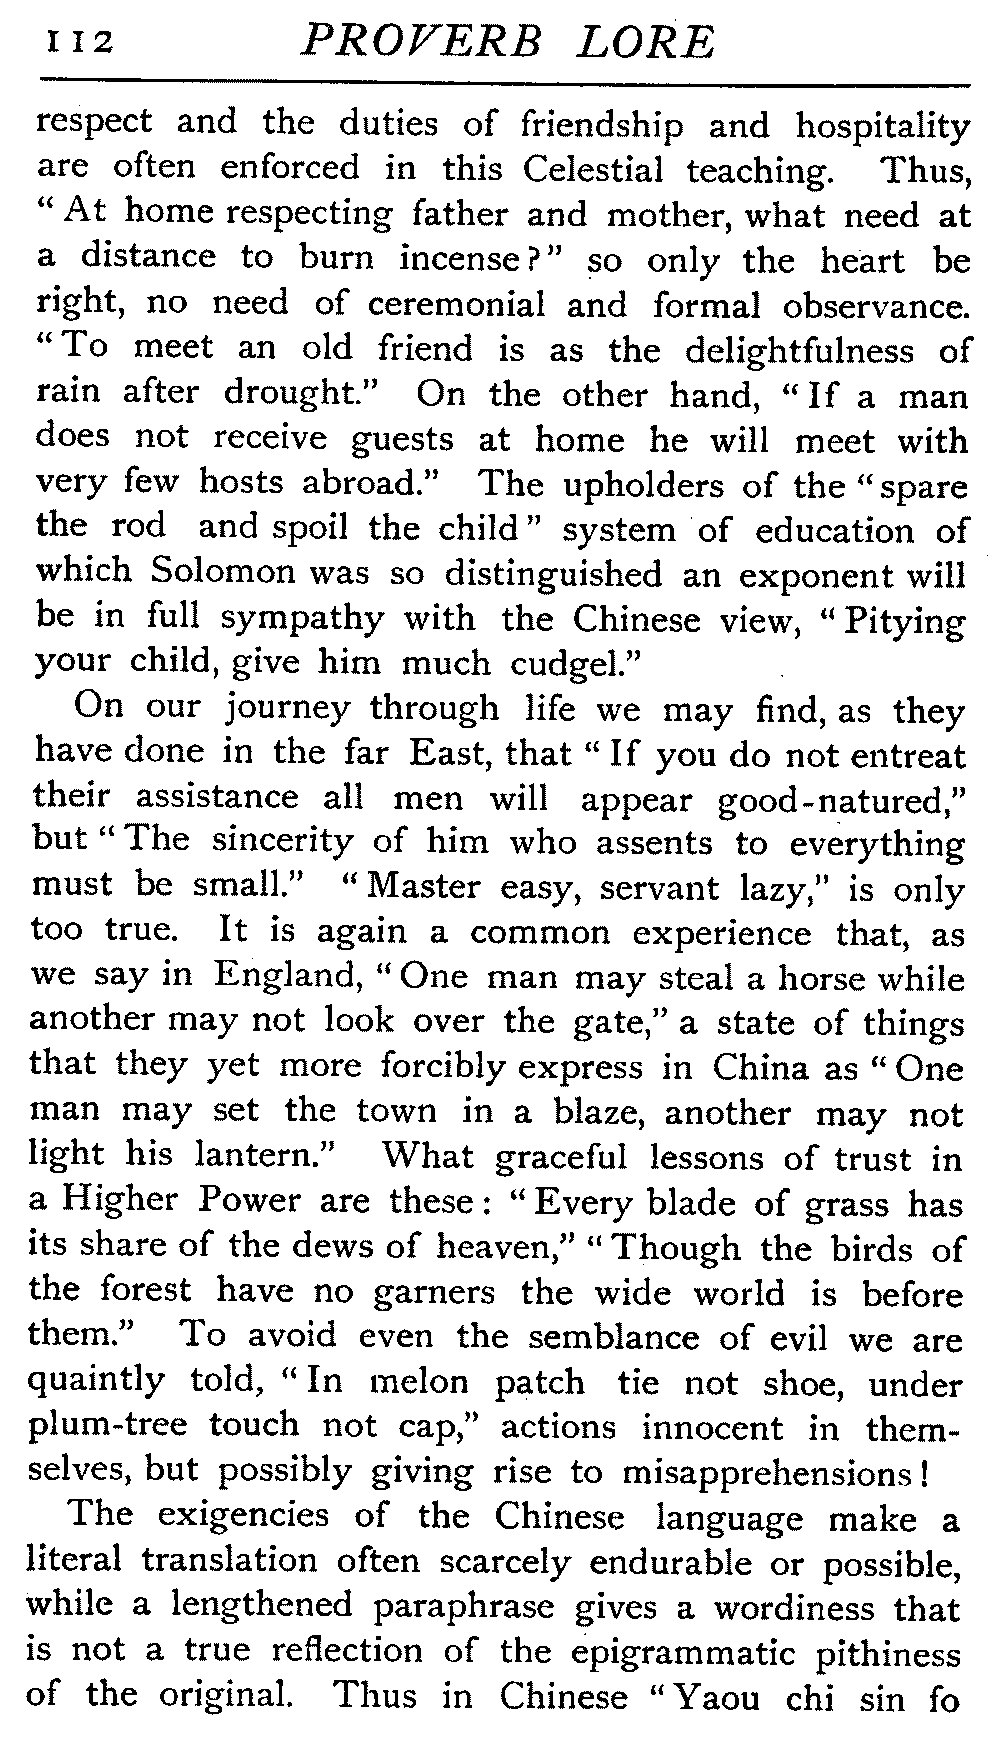 112 PROVERB LORE
respect and the duties of friendship and hospitality
are often enforced in this Celestial teaching. Thus,
“At home respecting father and mother, what need at
a distance to burn incense?” so only the heart be
right, no need of ceremonial and formal observance.
“To meet an old friend is as the delightfulness of
rain after drought.” On the other hand, “If a man
does not receive guests at home he will meet with
very few hosts abroad.” The upholders of the “spare
the rod and spoil the child” system of education of
which Solomon was so distinguished an exponent will
be in full sympathy with the Chinese view, “Pitying
your child, give him much cudgel.”
On our journey through life we may find, as they
have done in the far East, that “If you do not entreat
their assistance all men will appear good-natured,”
but “The sincerity of him who assents to everything
must be small.” “Master easy, servant lazy,” is only
too true. It is again a common experience that, as
we say in England, “One man may steal a horse while
another may not look over the gate,” a state of things
that they yet more forcibly express in China as “One
man may set the town in a blaze, another may not
light his lantern.” What graceful lessons of trust in
a Higher Power are these: “Every blade of grass has
its share of the dews of heaven,” “Though the birds of
the forest have no garners the wide world is before
them.” To avoid even the semblance of evil we are
quaintly told, “In melon patch tie not shoe, under
plum-tree touch not cap,” actions innocent in them-
selves, but possibly giving rise to misapprehensions!
The exigencies of the Chinese language make a
literal translation often scarcely endurable or possible,
while a lengthened paraphrase gives a wordiness that
is not a true reflection of the epigrammatic pithiness
of the original. Thus in Chinese “Yaou chi sin fo